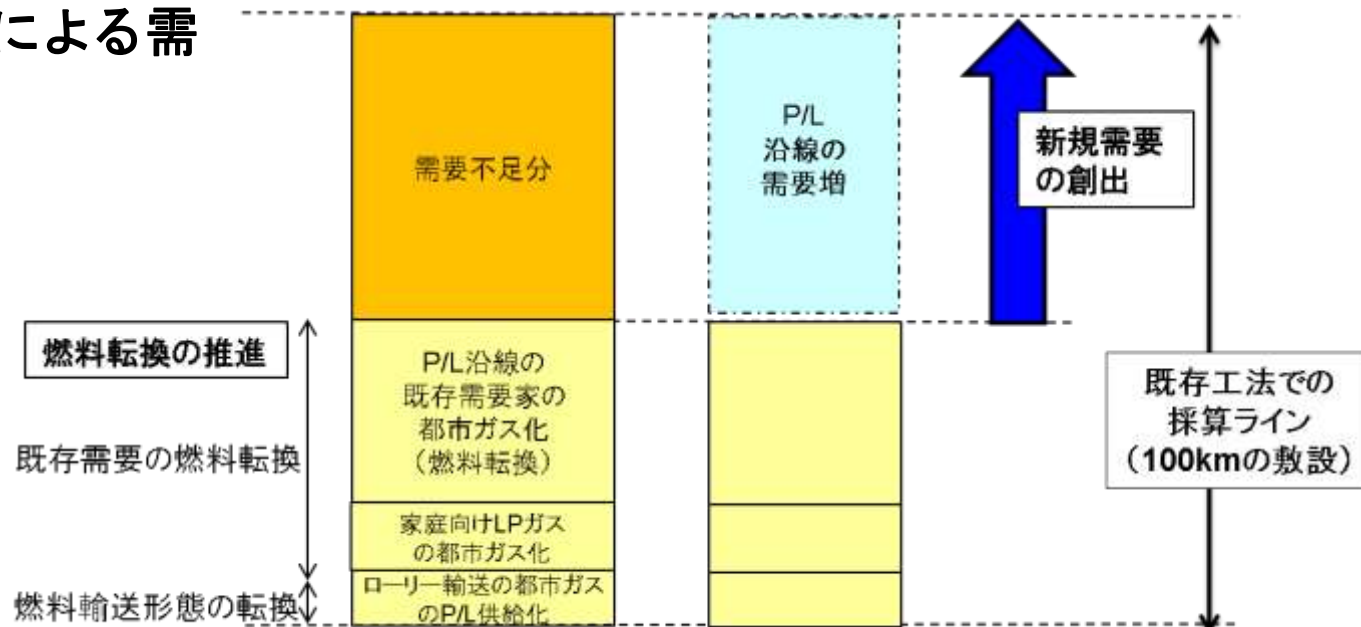 による需
需要不足分
P/L
沿線の
需要増
新規需要
の創出
燃料転換の推進
P/L沿線の
既存需要家の
都市ガス化
（燃料転換）
既存需要の燃料転換
既存工法での
採算ライン
（100kmの敷設）
家庭向けLPガス
の都市ガス化
燃料輸送形態の転換
ローリー輸送の都市ガス
のP/L供給化